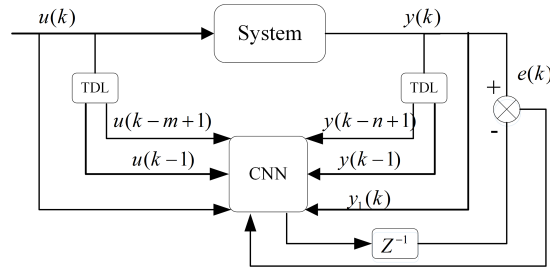 u(k)
System
y(k)
TDL
TDL
+
e(k)
u(k−m+1)
y(k−n+1)
-
u(k−1)
CNN
y(k−1)
y₁(k)
Z⁻¹